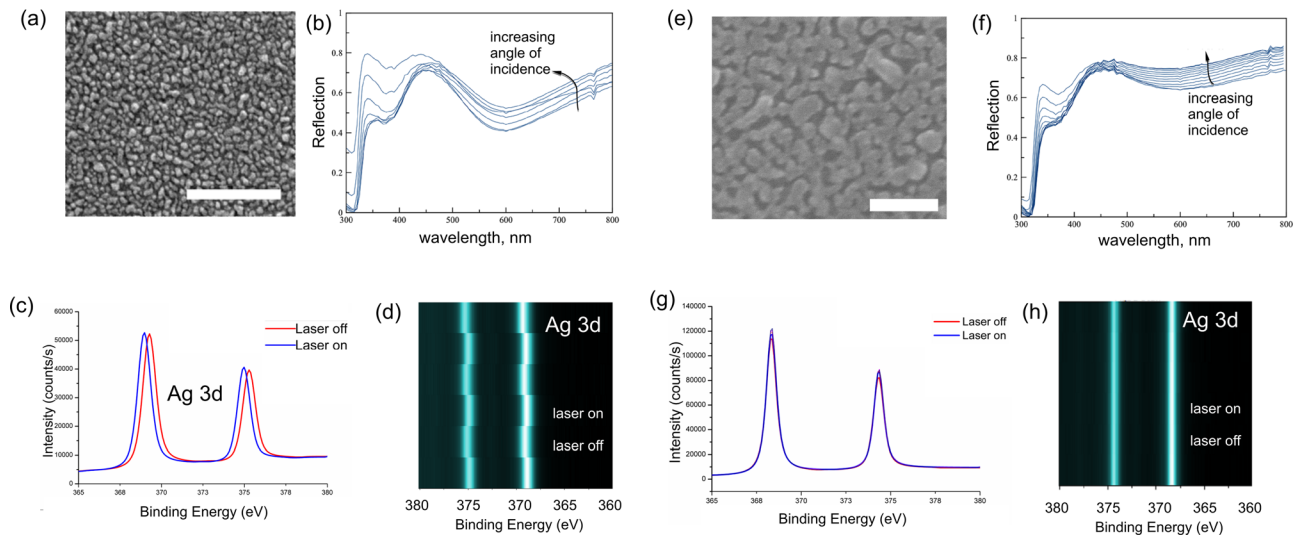 (a)
(b)
1
0.8
0.6
0.4
0.2
0
Reflection
increasing
angle of
incidence
300
400
500
600
700
800
wavelength, nm
(e)
(f)
1
0.8
0.6
0.4
0.2
0
Reflection
increasing
angle of
incidence
300
400
500
600
700
800
wavelength, nm
(c)
60000
50000
40000
30000
20000
10000
0
Intensity (counts/s)
Laser off
Laser on
Ag 3d
365
368
370
373
375
378
380
Binding Energy (eV)
(d)
Ag 3d
laser on
laser off
380
370
365
360
Binding Energy (eV)
(g)
140000
120000
100000
80000
60000
40000
20000
0
Intensity (counts/s)
Laser off
Laser on
365
368
370
373
375
378
380
Binding Energy (eV)
(h)
Ag 3d
laser on
laser off
380
375
370
365
360
Binding Energy (eV)